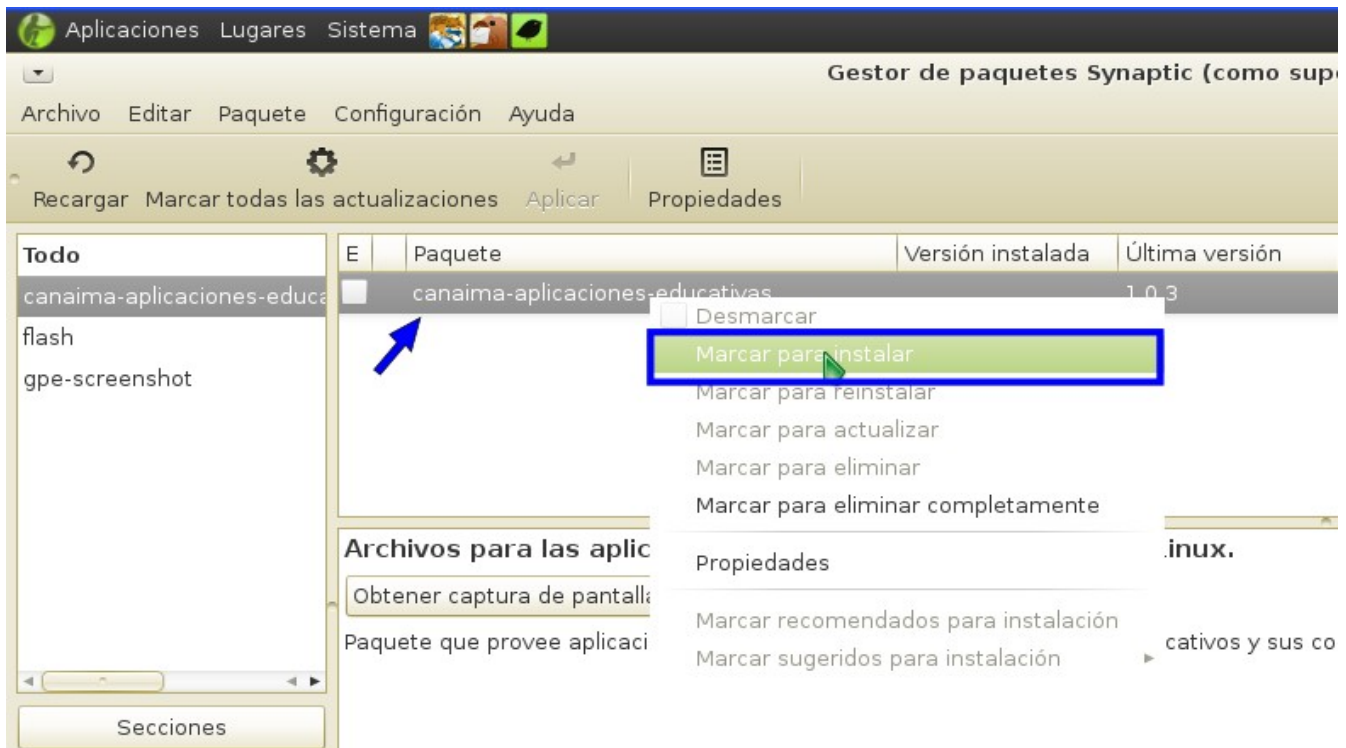 Aplicaciones Lugares Sistema
Gestor de paquetes Synaptic (como
Archivo Editar Paquete Configuración Ayuda
Recargar Marcar todas las actualizaciones Aplicar Propiedades
Todo
E Paquete Versión instalada Última versión
canaima-aplicaciones-educa
canaima-aplicaciones-educativas 1.0.3
flash
gpe-screenshot
Desmarcar
Marcar para instalar
Marcar para reinstalar
Marcar para actualizar
Marcar para eliminar
Marcar para eliminar completamente
Propiedades
Marcar recomendados para instalación
Marcar sugeridos para instalación
Archivos para las aplic inux.
Obtener captura de pantalla
Paquete que provee aplicaci cativos y sus co
Secciones